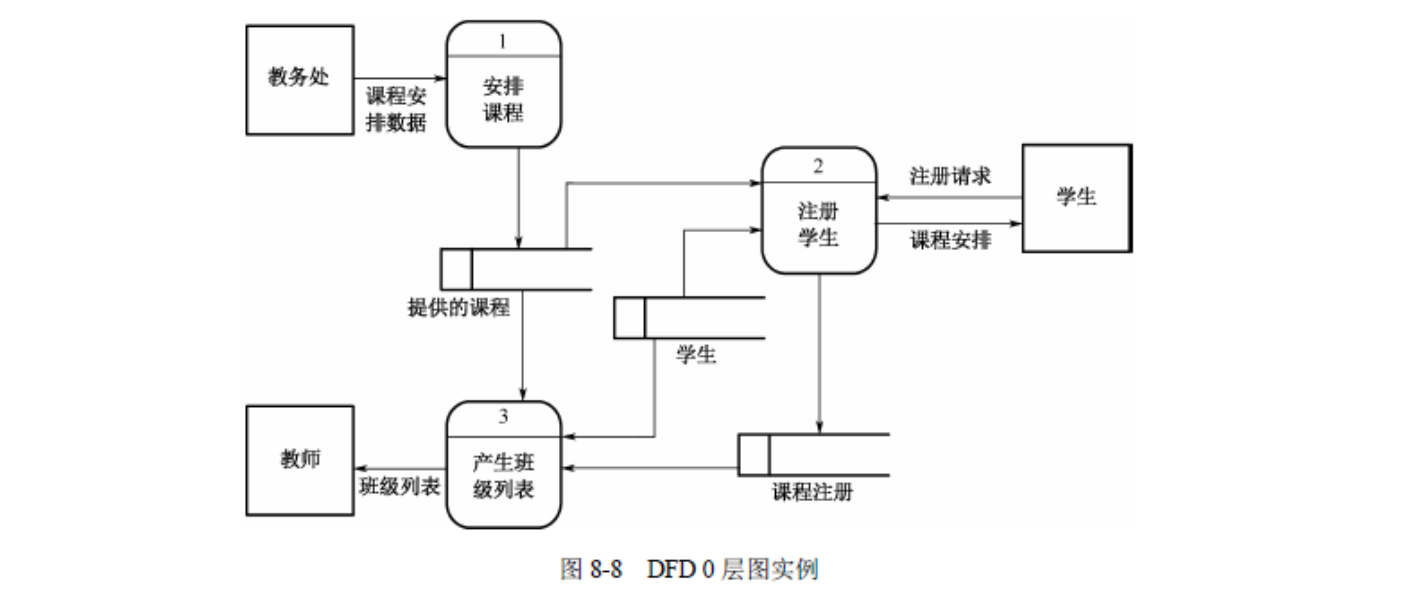 1
教务处
安排
课程
课程安
排数据
2
注册请求
学生
注册
学生
课程安排
提供的课程
学生
3
教师
产生班
级列表
班级列表
课程注册
图 8-8 DFD 0 层图实例